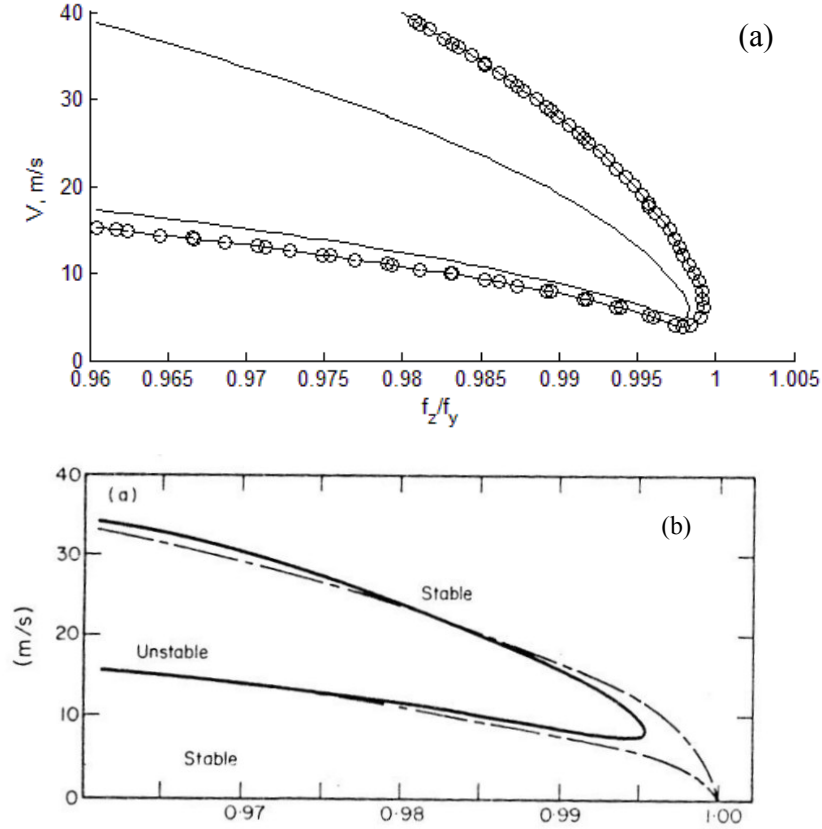 (a)
40
30
V, m/s
20
10
0
0.96 0.965 0.97 0.975 0.98 0.985 0.99 0.995 1 1.005
f_z/f_y
40
(a)
(b)
30
Stable
(m/s)
20
Unstable
10
Stable
0
0·97 0·98 0·99 1·00